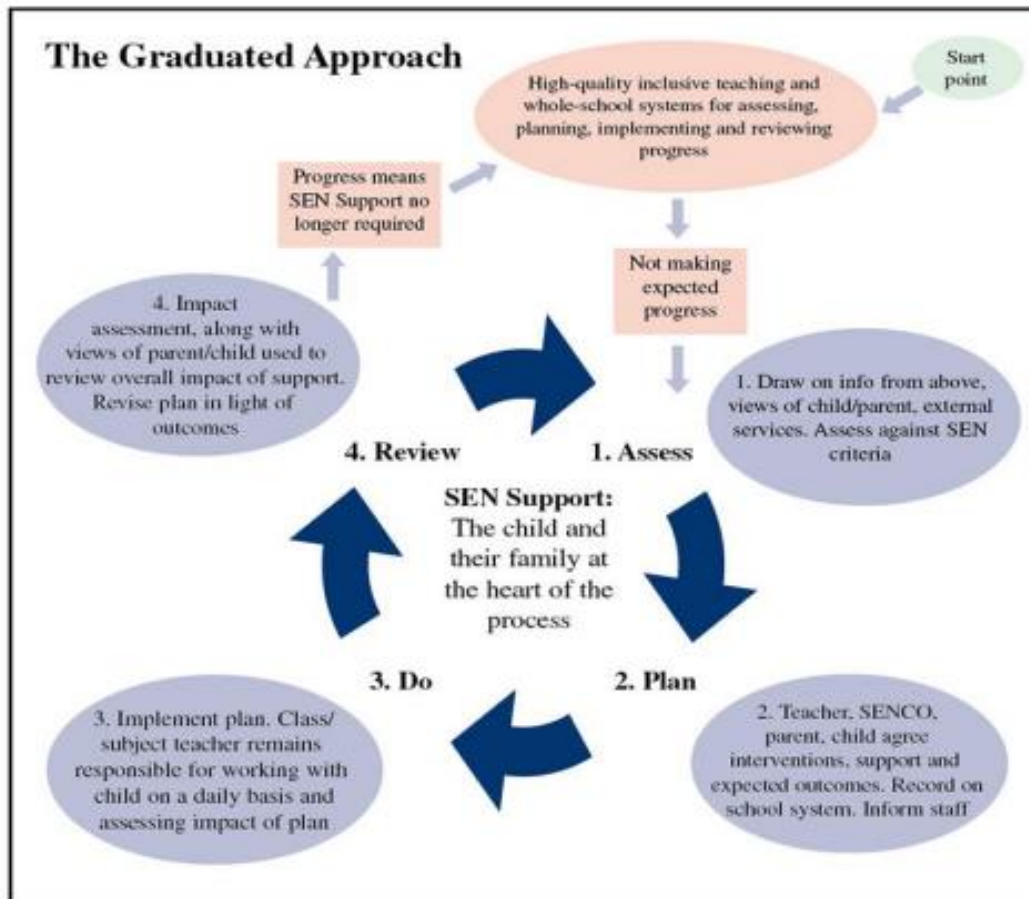 The Graduated Approach
Start
point
High-quality inclusive teaching and
whole-school systems for assessing,
planning, implementing and reviewing
progress
Progress means
SEN Support no
longer required
Not making
expected
progress
4. Impact
assessment, along with
views of parent/child used to
review overall impact of support.
Revise plan in light of
outcomes
1. Draw on info from above,
views of child/parent, external
services. Assess against SEN
criteria
4. Review
1. Assess
SEN Support:
The child and
their family at
the heart of the
process
3. Do
2. Plan
3. Implement plan. Class/
subject teacher remains
responsible for working with
child on a daily basis and
assessing impact of plan
2. Teacher, SENCO,
parent, child agree
interventions, support and
expected outcomes. Record on
school system. Inform staff